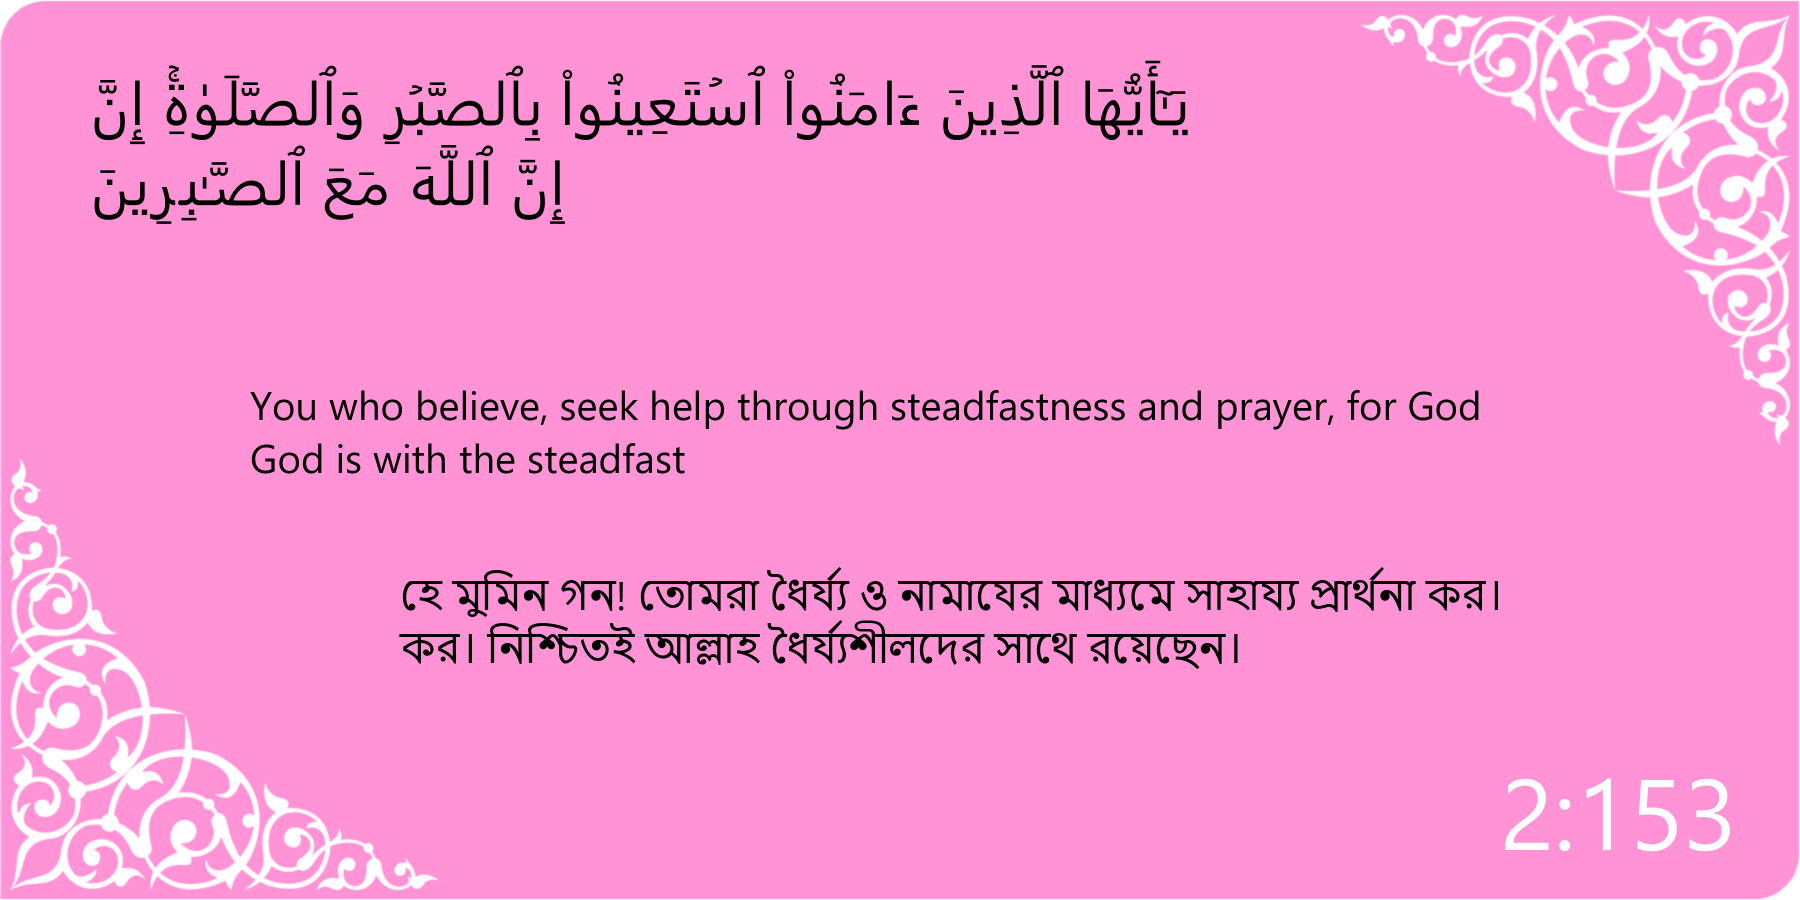 يَـٰٓأَيُّهَا ٱلَّذِينَ ءَامَنُوا۟ ٱسْتَعِينُوا۟ بِٱلصَّبْرِ وَٱلصَّلَوٰةِۚ إِنَّ
إِنَّ ٱللَّهَ مَعَ ٱلصَّـٰبِرِينَ
You who believe, seek help through steadfastness and prayer, for God
God is with the steadfast
হে মুমিন গন! তোমরা ধৈর্য্য ও নামাযের মাধ্যমে সাহায্য প্রার্থনা কর।
কর। নিশ্চিতই আল্লাহ ধৈর্য্যশীলদের সাথে রয়েছেন।
2:153